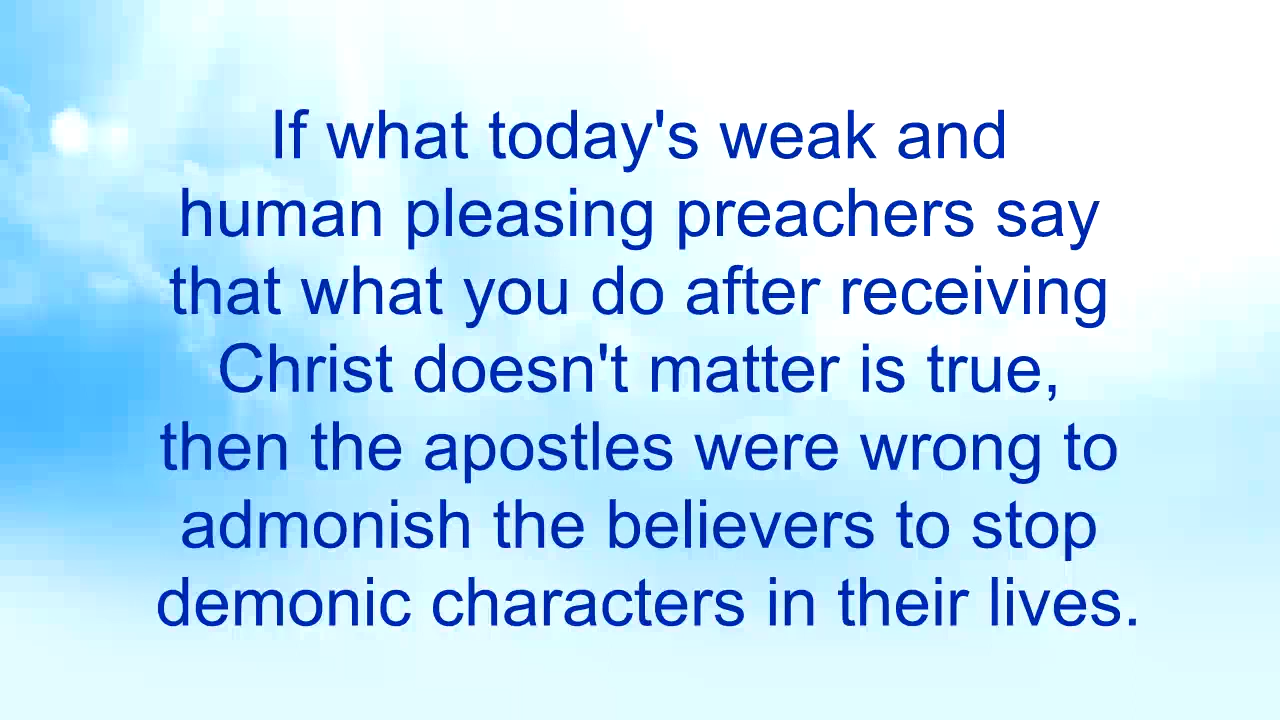 If what today's weak and
human pleasing preachers say
that what you do after receiving
Christ doesn't matter is true,
then the apostles were wrong to
admonish the believers to stop
demonic characters in their lives.